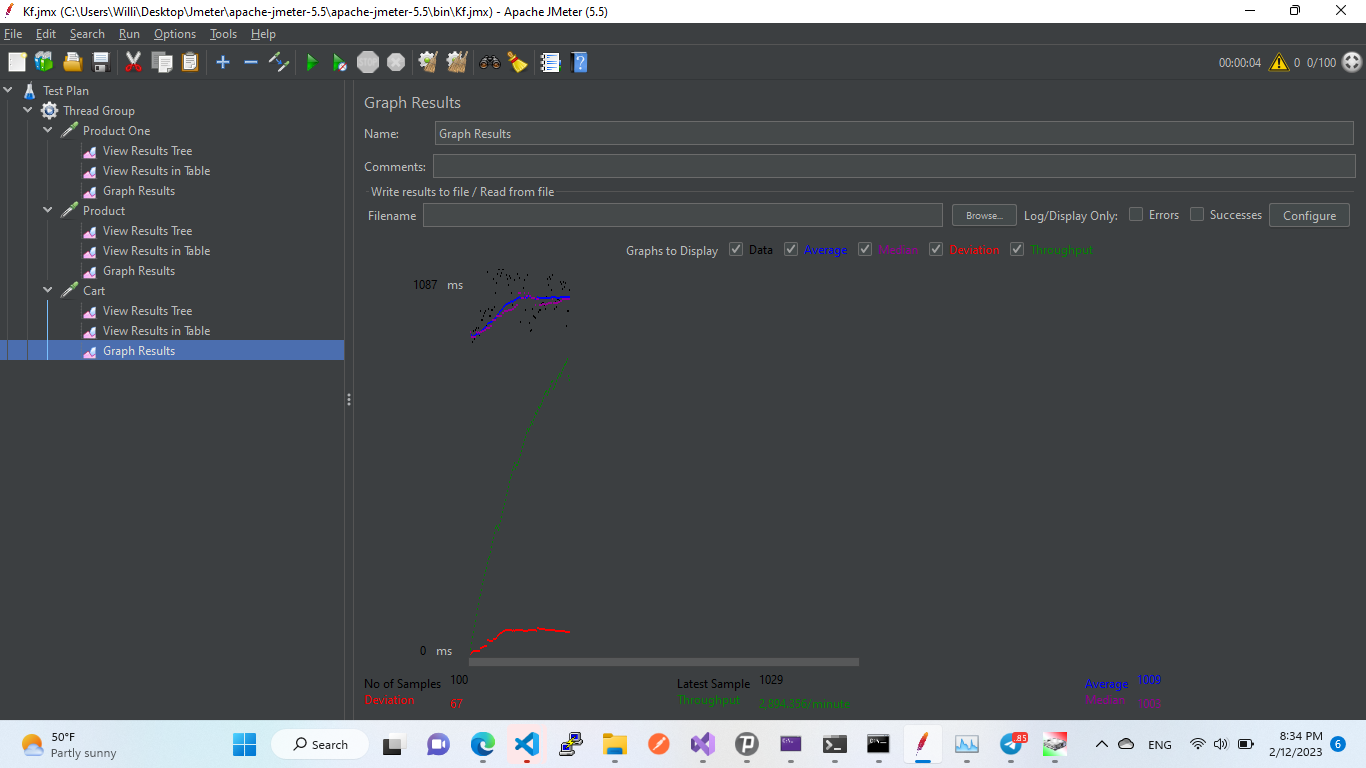 Kf.jmx (C:\Users\Willi\Desktop\Jmeter\apache-jmeter-5.5\apache-jmeter-5.5\bin\Kf.jmx) - Apache JMeter (5.5)
File Edit Search Run Options Tools Help
STOP 00:00:04 0 0/100
Test Plan
Thread Group
Product One
View Results Tree
View Results in Table
Graph Results
Product
View Results Tree
View Results in Table
Graph Results
Cart
View Results Tree
View Results in Table
Graph Results
Graph Results
Name: Graph Results
Comments:
Write results to file / Read from file
Filename Browse... Log/Display Only: Errors Successes Configure
Graphs to Display Data Average Median Deviation Throughput
1087 ms
0 ms
No of Samples 100 Latest Sample 1029 Average 1009
Deviation 67 Throughput 2,894.356/minute Median
50°F
Partly sunny
Search
.85
ENG
8:34 PM
2/12/2023
6